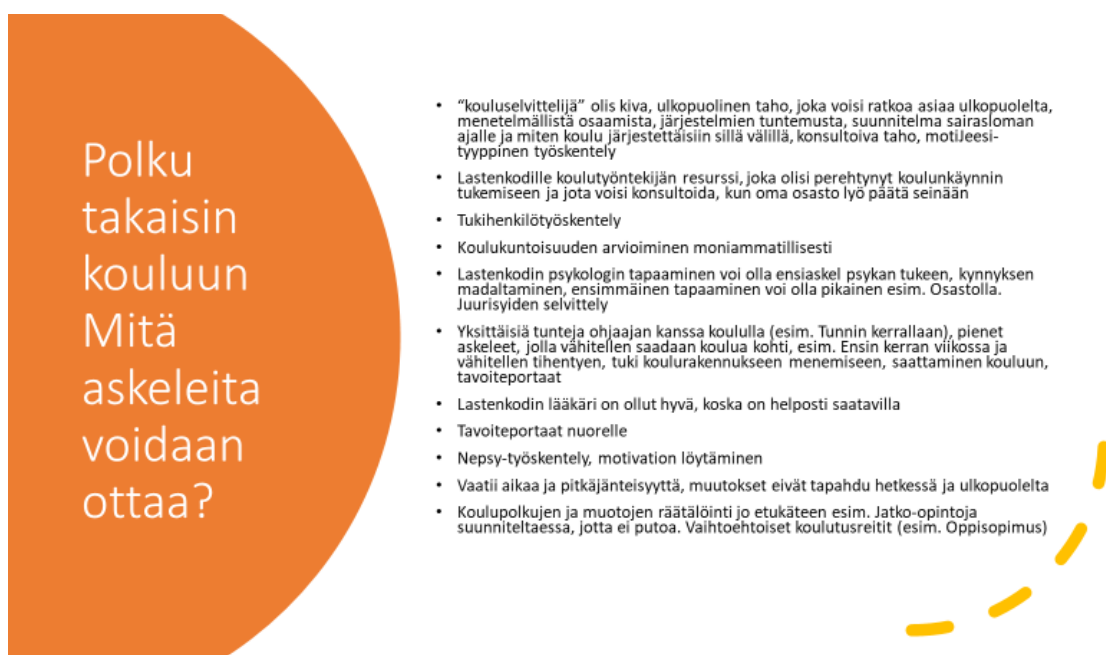 Polku
takaisin
kouluun
Mitä
askeleita
voidaan
ottaa?
• “kouluselvittelijä” olis kiva, ulkopuolinen taho, joka voisi ratkoa asiaa ulkopuolelta,
menetelmällistä osaamista, järjestelmien tuntemusta, suunnitelma sairasloman
ajalle ja miten koulu järjestettäisiin sillä välillä, konsultoiva taho, motiJeesi-
tyyppinen työskentely
• Lastenkodille koulutyöntekijän resurssi, joka olisi perehtynyt koulunkäynnin
tukemiseen ja jota voisi konsultoida, kun oma osasto lyö päätä seinään
• Tukihenkilötyöskentely
• Koulukuntoisuuden arvioiminen moniammatillisesti
• Lastenkodin psykologin tapaaminen voi olla ensiaskel psykan tukeen, kynnyksen
madaltaminen, ensimmäinen tapaaminen voi olla pikainen esim. Osastolla.
Juurisyiden selvittely
• Yksittäisiä tunteja ohjaajan kanssa koululla (esim. Tunnin kerrallaan), pienet
askeleet, jolla vähitellen saadaan koulua kohti, esim. Ensin kerran viikossa ja
vähitellen tihentyen, tuki koulurakennukseen menemiseen, saattaminen kouluun,
tavoiteportaat
• Lastenkodin lääkäri on ollut hyvä, koska on helposti saatavilla
• Tavoiteportaat nuorelle
• Nepsy-työskentely, motivation löytäminen
• Vaatii aikaa ja pitkäjänteisyyttä, muutokset eivät tapahdu hetkessä ja ulkopuolelta
• Koulupolkujen ja muotojen räätälöinti jo etukäteen esim. Jatko-opintoja
suunniteltaessa, jotta ei putoa. Vaihtoehtoiset koulutusreitit (esim. Oppisopimus)